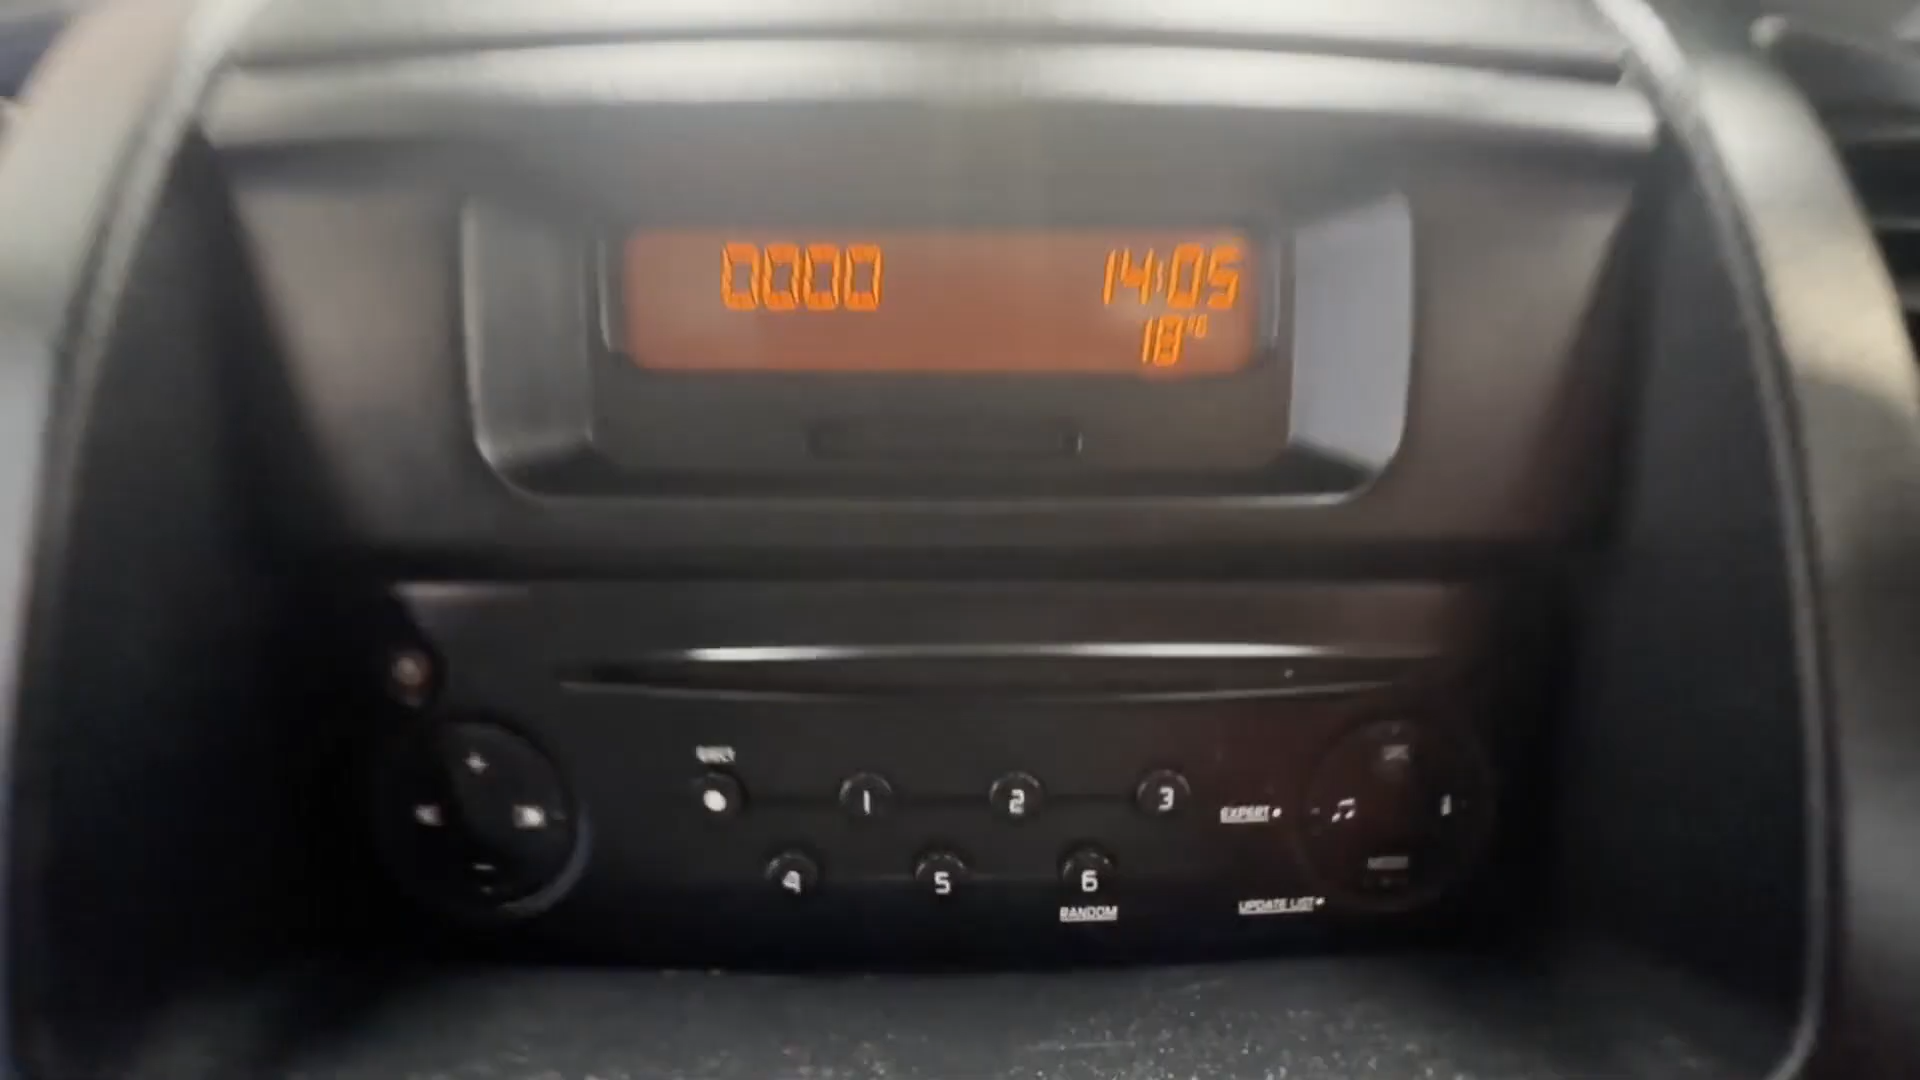 0000 14:05
18°C
1 2 3
EXPERT
4 5 6
RANDOM
UPDATE LIST